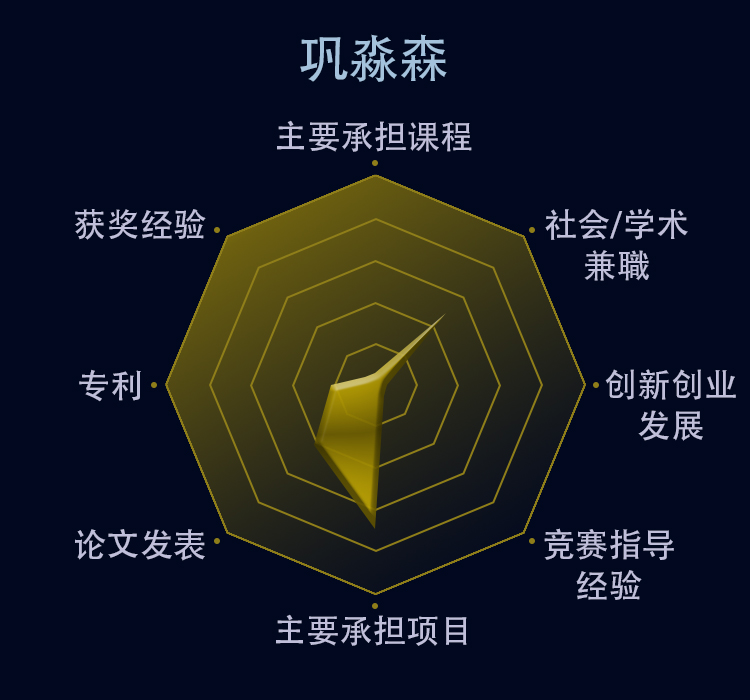 巩淼森
主要承担课程
获奖经验
社会/学术
兼職
专利
创新创业
发展
论文发表
竞赛指导
经验
主要承担项目